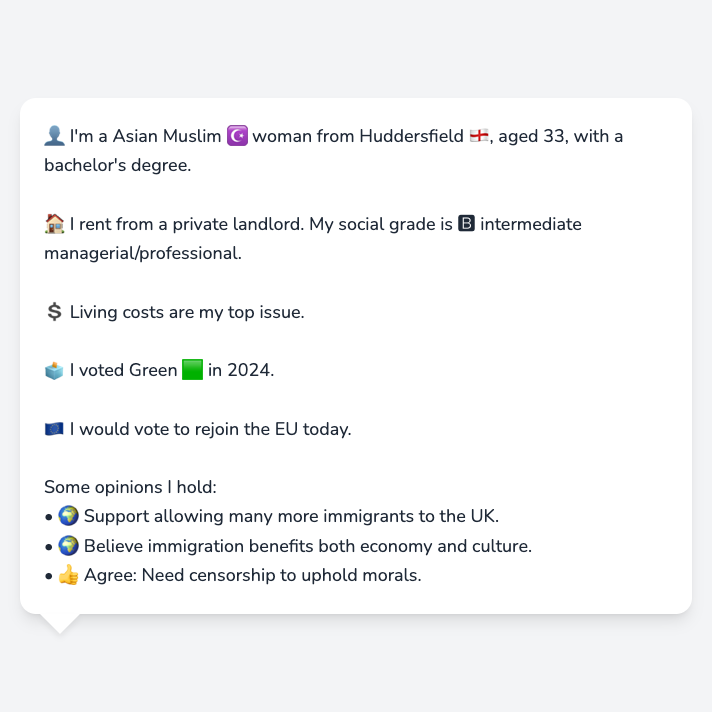 👤 I'm a Asian Muslim ☪️ woman from Huddersfield 🏴󠁧󠁢󠁥󠁮󠁧󠁿, aged 33, with a
bachelor's degree.
🏠 I rent from a private landlord. My social grade is 🅱 intermediate
managerial/professional.
💲 Living costs are my top issue.
🗳️ I voted Green 🟩 in 2024.
🇪🇺 I would vote to rejoin the EU today.
Some opinions I hold:
• 🌍 Support allowing many more immigrants to the UK.
• 🌍 Believe immigration benefits both economy and culture.
• 👍 Agree: Need censorship to uphold morals.